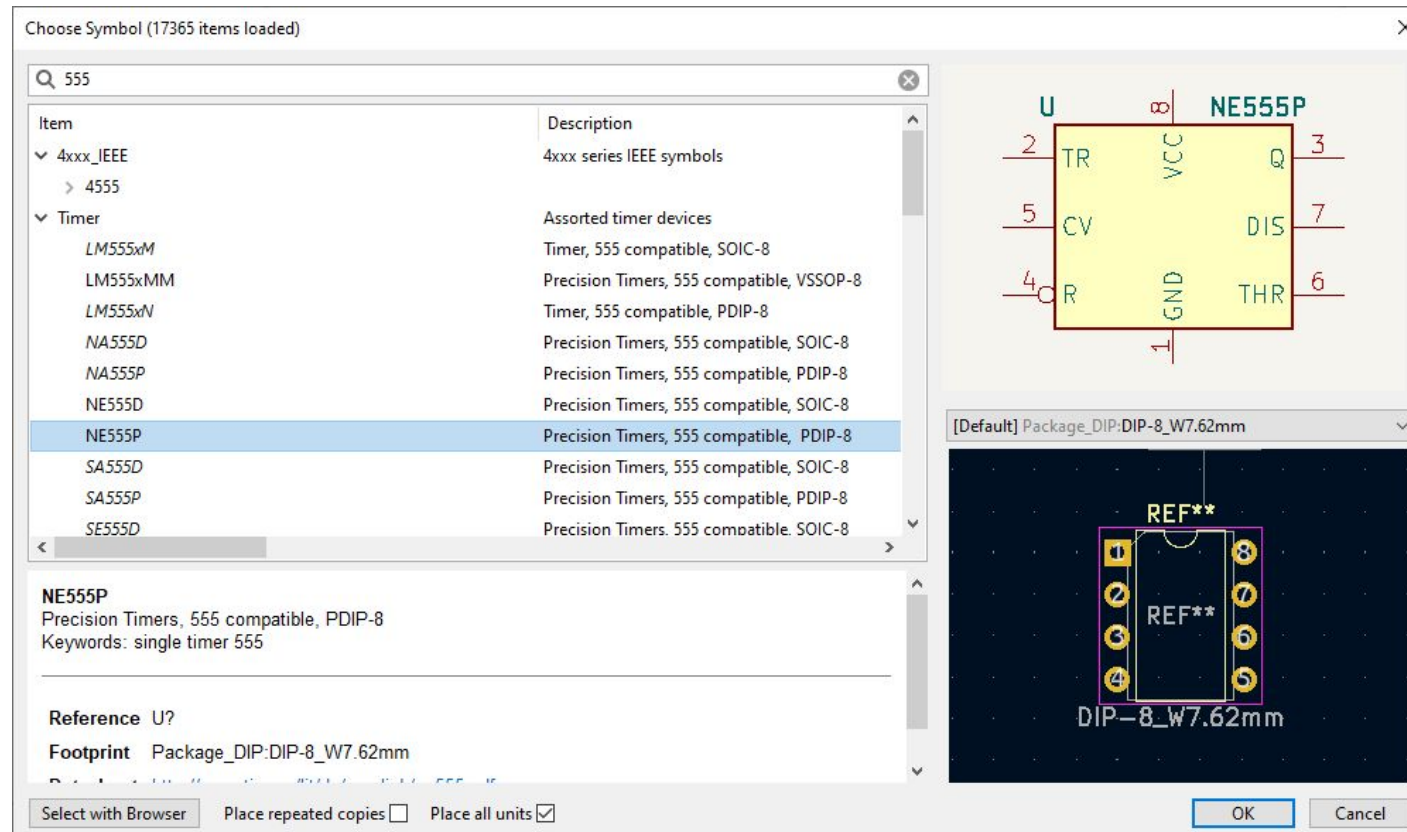 Choose Symbol (17365 items loaded)
555
Item Description
4xxx_IEEE 4xxx series IEEE symbols
4555
Timer Assorted timer devices
LM555xM Timer, 555 compatible, SOIC-8
LM555xMM Precision Timers, 555 compatible, VSSOP-8
LM555xN Timer, 555 compatible, PDIP-8
NA555D Precision Timers, 555 compatible, SOIC-8
NA555P Precision Timers, 555 compatible, PDIP-8
NE555D Precision Timers, 555 compatible, SOIC-8
NE555P Precision Timers, 555 compatible, PDIP-8
SA555D Precision Timers, 555 compatible, SOIC-8
SA555P Precision Timers, 555 compatible, PDIP-8
SE555D Precision Timers, 555 compatible, SOIC-8
NE555P
Precision Timers, 555 compatible, PDIP-8
Keywords: single timer 555
Reference U?
Footprint Package_DIP:DIP-8_W7.62mm
Select with Browser Place repeated copies Place all units
U 8 NE555P
2 TR VCC Q 3
5 CV DIS 7
4 R GND THR 6
1
[Default] Package_DIP:DIP-8_W7.62mm
REF**
1 8
2 7
REF**
3 6
4 5
DIP-8_W7.62mm
OK Cancel